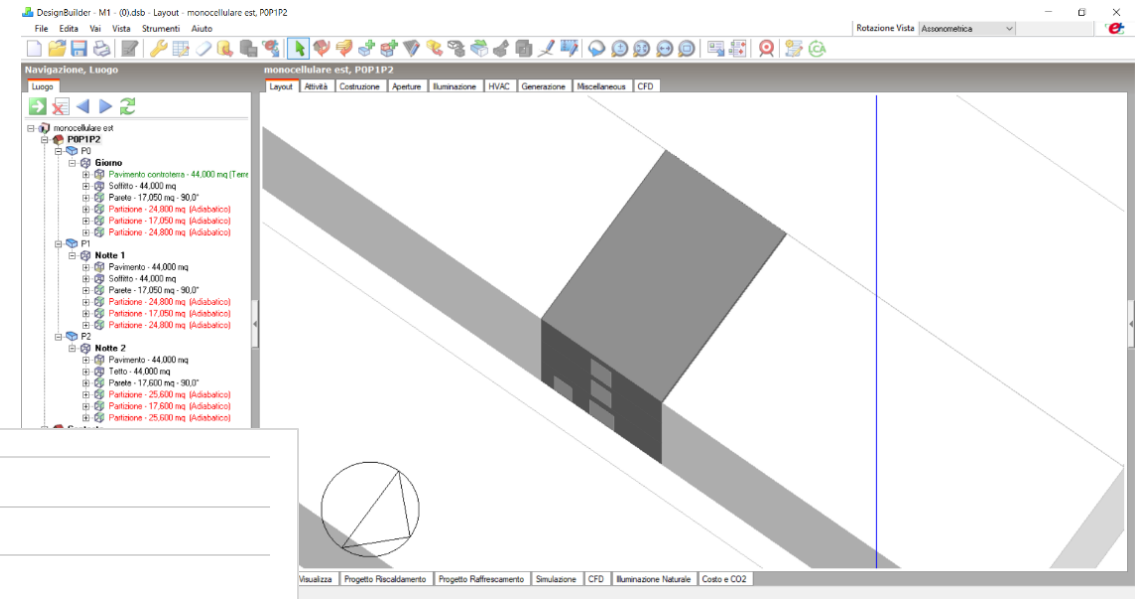 DesignBuilder - M1 - (0).dsb - Layout - monocellulare est, P0P1P2
File Edita Vai Vista Strumenti Aiuto
Rotazione Vista Assonometrica
Navigazione, Luogo
monocellulare est, P0P1P2
Luogo
Layout Attività Costruzione Aperture Illuminazione HVAC Generazione Miscellaneous CFD
monocellulare est
P0P1P2
P0
Giorno
Pavimento controterra - 44,000 mq (Terre
Soffitto - 44,000 mq
Parete - 17,050 mq - 90,0°
Partizione - 24,800 mq (Adiabatico)
Partizione - 17,050 mq (Adiabatico)
Partizione - 24,800 mq (Adiabatico)
P1
Notte 1
Pavimento - 44,000 mq
Soffitto - 44,000 mq
Parete - 17,050 mq - 90,0°
Partizione - 24,800 mq (Adiabatico)
Partizione - 17,050 mq (Adiabatico)
Partizione - 24,800 mq (Adiabatico)
P2
Notte 2
Pavimento - 44,000 mq
Tetto - 44,000 mq
Parete - 17,600 mq - 90,0°
Partizione - 25,600 mq (Adiabatico)
Partizione - 17,600 mq (Adiabatico)
Partizione - 25,600 mq (Adiabatico)
Visualizza Progetto Riscaldamento Progetto Raffrescamento Simulazione CFD Illuminazione Naturale Costo e CO2